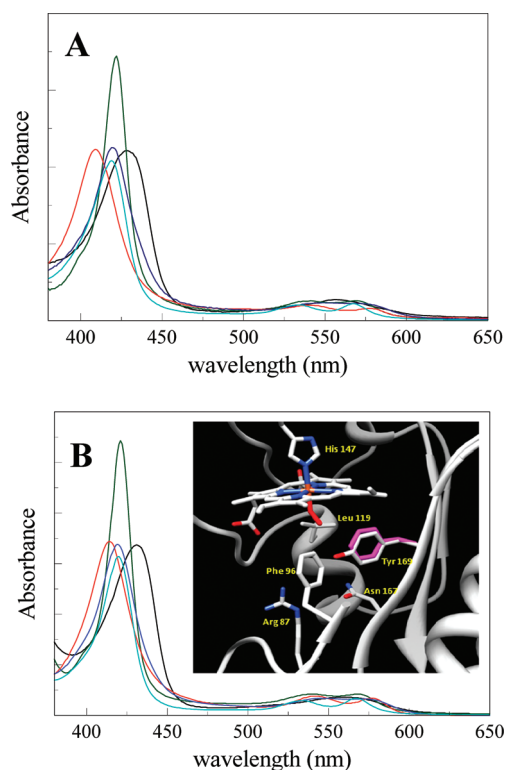 A
Absorbance
400
450
500
550
600
650
wavelength (nm)
B
Absorbance
His 147
Leu 119
Tyr 169
Phe 96
Asn 167
Arg 87
400
450
500
550
600
650
wavelength (nm)